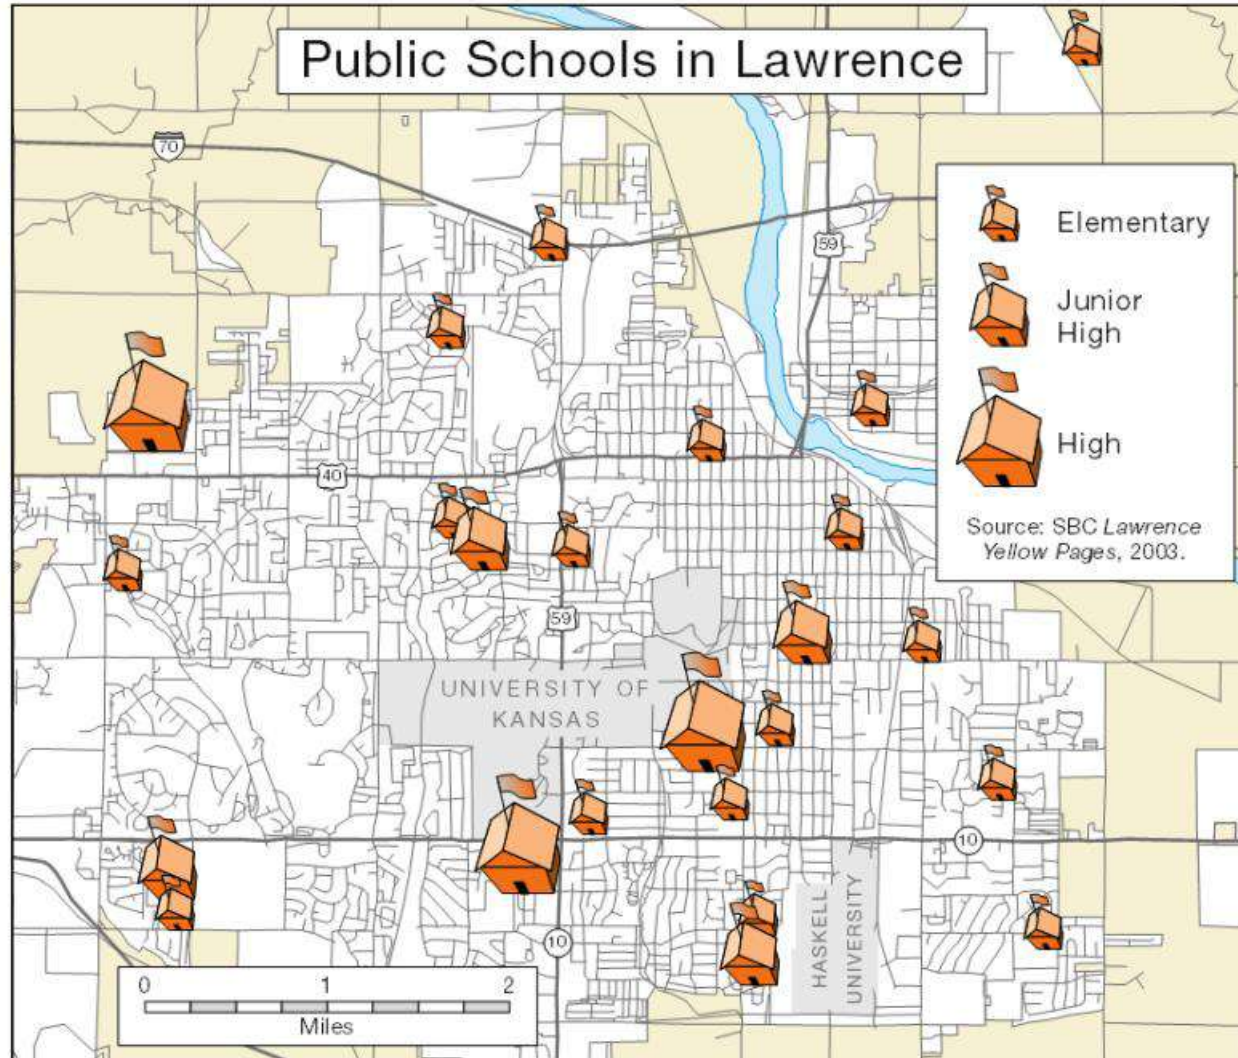 Public Schools in Lawrence
70
59
Elementary
Junior
High
High
Source: SBC Lawrence
Yellow Pages, 2003.
40
59
UNIVERSITY OF
KANSAS
10
10
HASKELL
UNIVERSITY
0 1 2
Miles